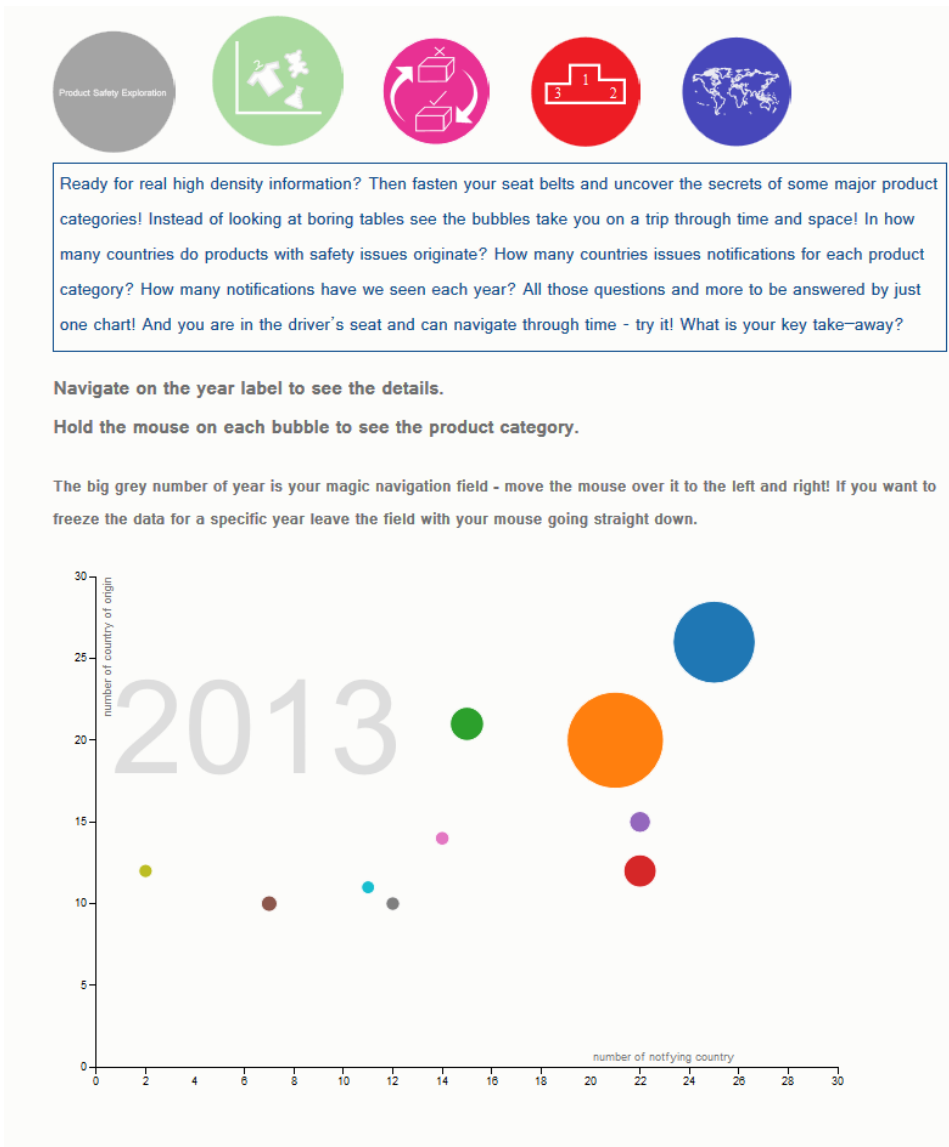 Product Safety Exploration
2
1
3
2
Ready for real high density information? Then fasten your seat belts and uncover the secrets of some major product
categories! Instead of looking at boring tables see the bubbles take you on a trip through time and space! In how
many countries do products with safety issues originate? How many countries issues notifications for each product
category? How many notifications have we seen each year? All those questions and more to be answered by just
one chart! And you are in the driver's seat and can navigate through time - try it! What is your key take—away?
Navigate on the year label to see the details.
Hold the mouse on each bubble to see the product category.
The big grey number of year is your magic navigation field - move the mouse over it to the left and right! If you want to
freeze the data for a specific year leave the field with your mouse going straight down.
30
number of country of origin
25
2013
20
15
10
5
number of notfying country
0
0 2 4 6 8 10 12 14 16 18 20 22 24 26 28 30